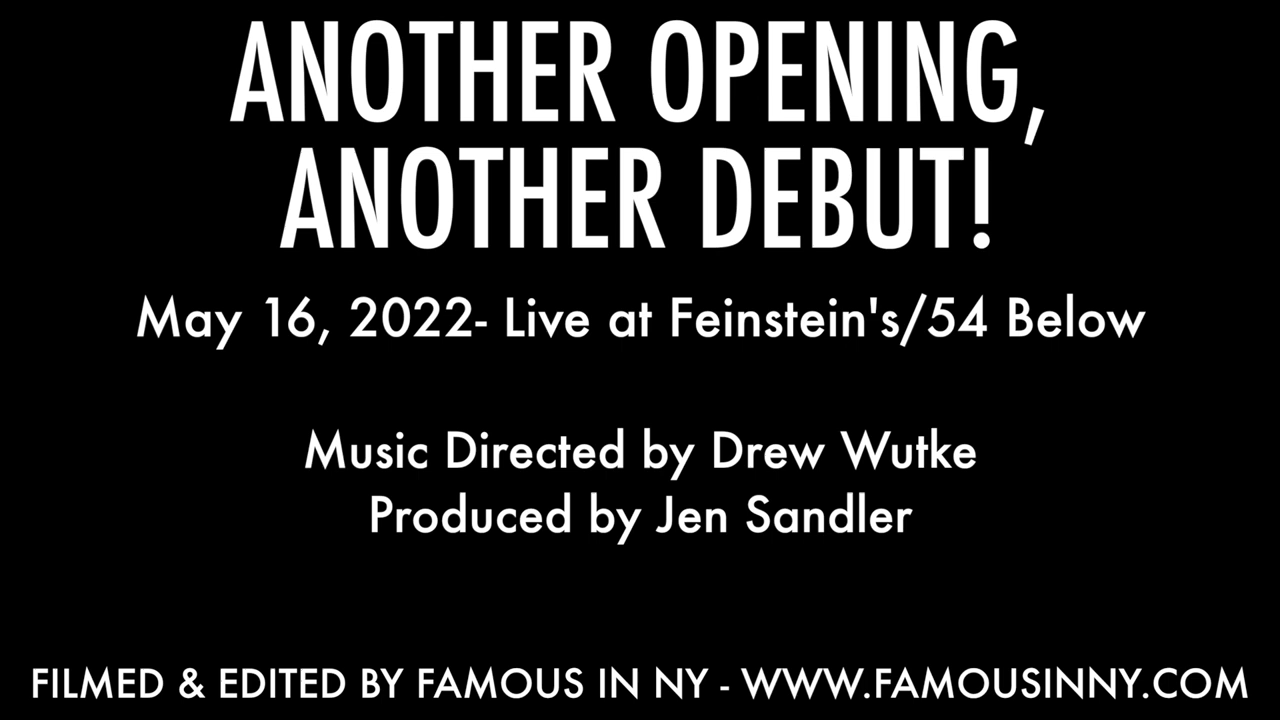 ANOTHER OPENING,
ANOTHER DEBUT!
May 16, 2022- Live at Feinstein's/54 Below
Music Directed by Drew Wutke
Produced by Jen Sandler
FILMED & EDITED BY FAMOUS IN NY - WWW.FAMOUSINNY.COM